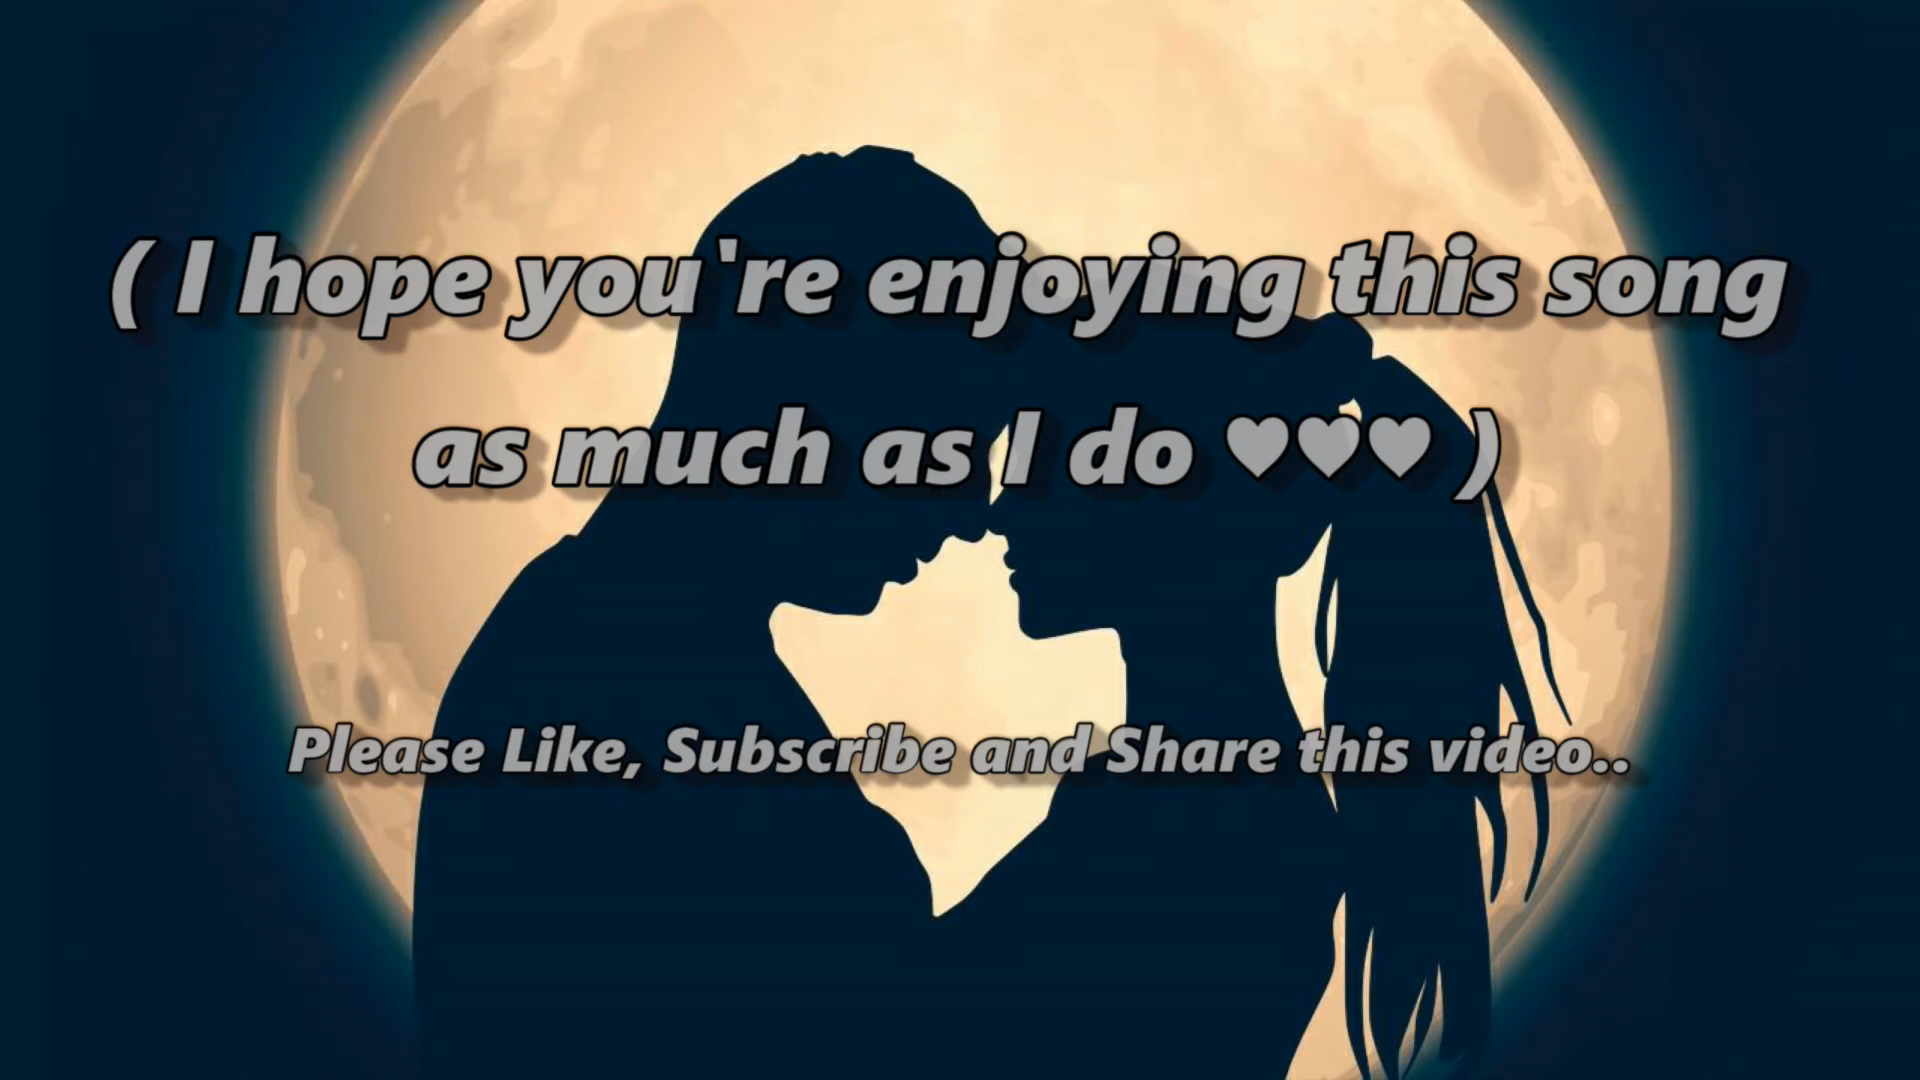 ( I hope you're enjoying this song
as much as I do ♥♥♥ )
Please Like, Subscribe and Share this video..